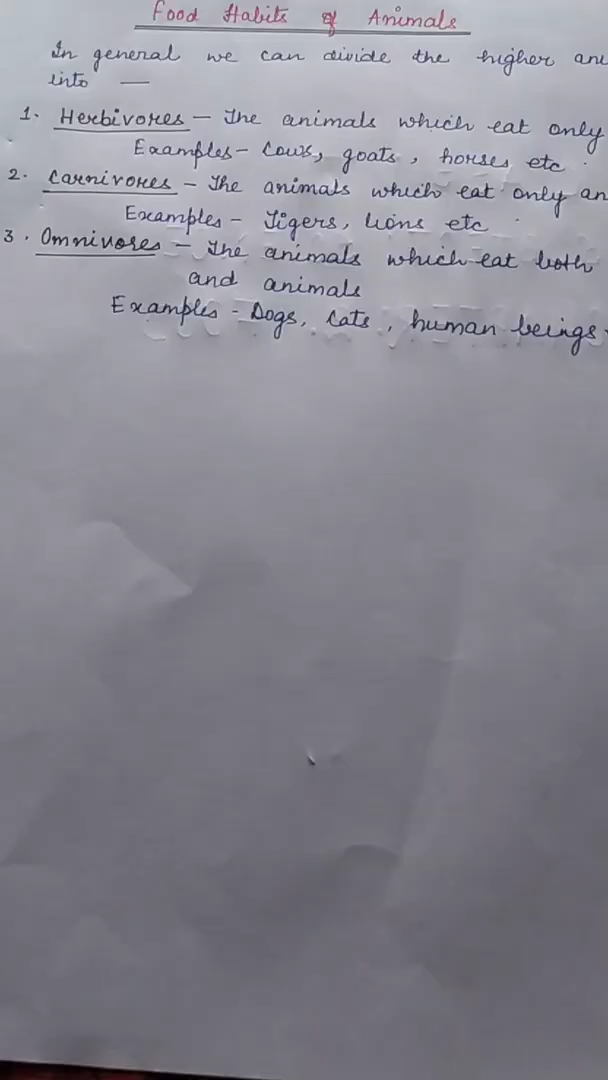 Food Habits of Animals
In general we can divide the higher
into —
1. Herbivores - The animals which eat only
Examples - Cows, goats, horses etc.
2. Carnivores - The animals which eat only an
Examples - Tigers, lions etc.
3. Omnivores - The animals which eat both
and animals
Examples - Dogs, Cats, human beings.